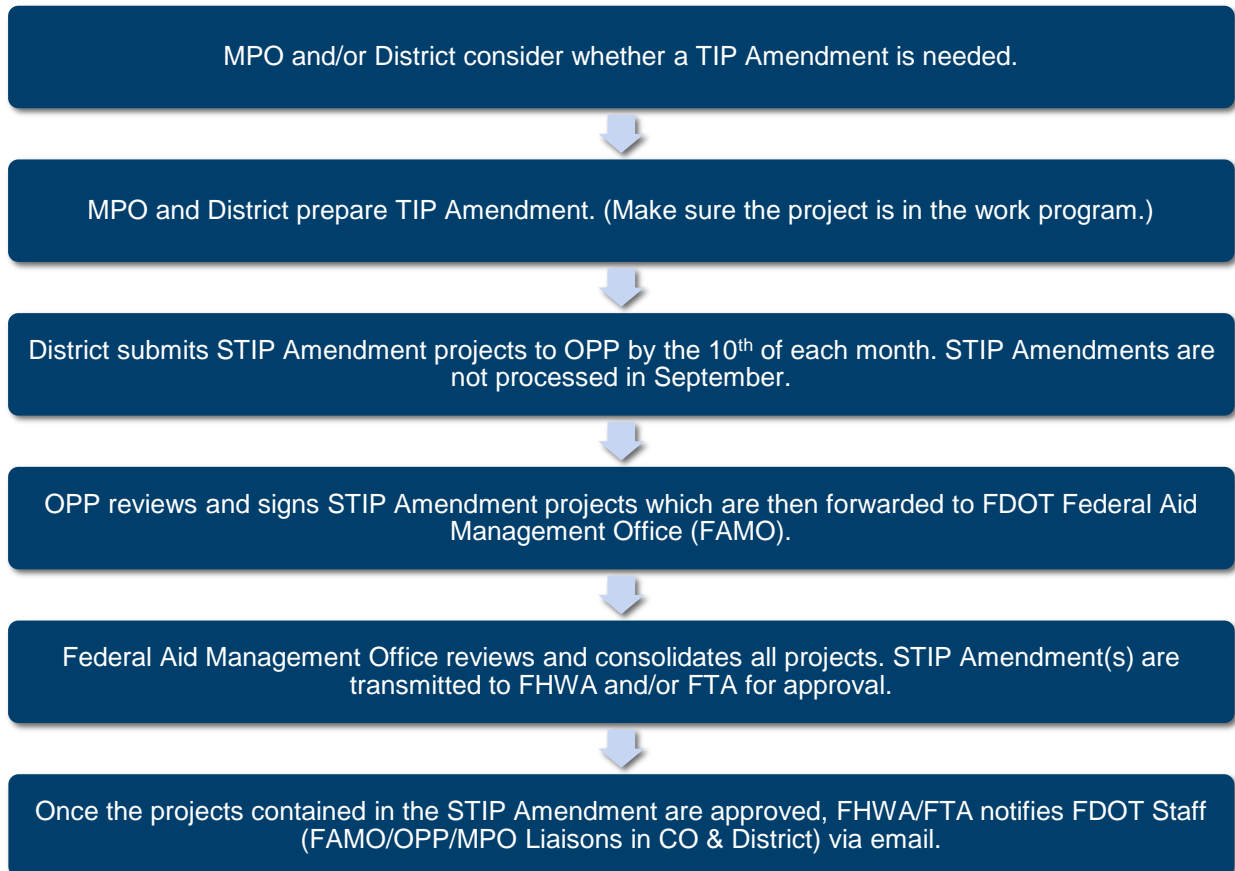 MPO and/or District consider whether a TIP Amendment is needed.
MPO and District prepare TIP Amendment. (Make sure the project is in the work program.)
District submits STIP Amendment projects to OPP by the 10th of each month. STIP Amendments are
not processed in September.
OPP reviews and signs STIP Amendment projects which are then forwarded to FDOT Federal Aid
Management Office (FAMO).
Federal Aid Management Office reviews and consolidates all projects. STIP Amendment(s) are
transmitted to FHWA and/or FTA for approval.
Once the projects contained in the STIP Amendment are approved, FHWA/FTA notifies FDOT Staff
(FAMO/OPP/MPO Liaisons in CO & District) via email.